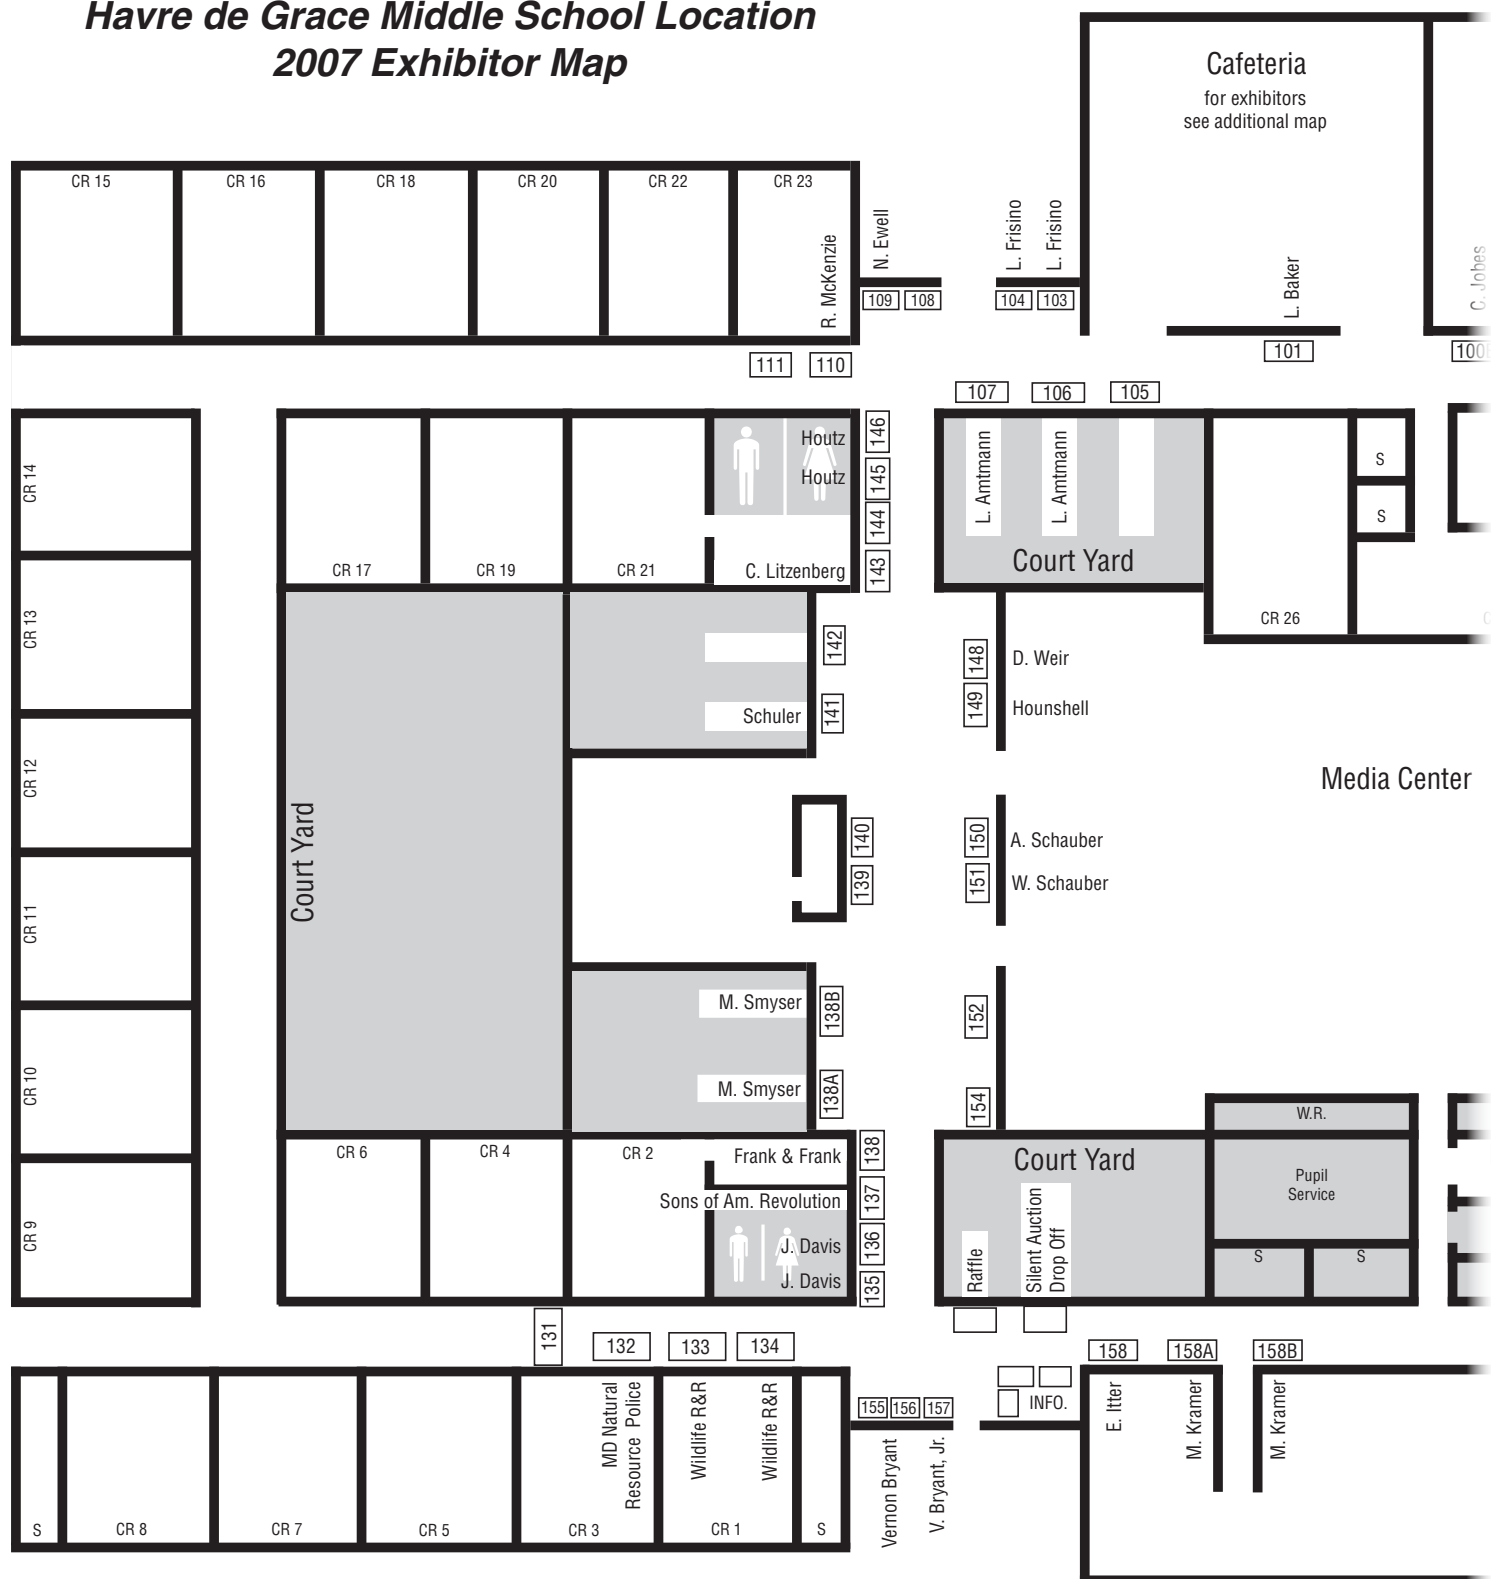 Havre de Grace Middle School Location
2007 Exhibitor Map
Cafeteria
for exhibitors
see additional map
CR 15
CR 16
CR 18
CR 20
CR 22
CR 23
R. McKenzie
N. Ewell
L. Frisino
L. Frisino
L. Baker
C. Jobes
109
108
104
103
111
110
101
107
106
105
CR 14
CR 13
CR 12
CR 11
CR 10
CR 9
CR 17
CR 19
CR 21
Houtz
Houtz
C. Litzenberg
146
145
144
143
L. Amtmann
L. Amtmann
Court Yard
CR 26
S
S
142
Schuler
141
148
D. Weir
149
Hounshell
Media Center
Court Yard
140
139
150
A. Schauber
151
W. Schauber
M. Smyser
138B
M. Smyser
138A
152
154
CR 6
CR 4
CR 2
Frank & Frank
138
Sons of Am. Revolution
137
J. Davis
136
J. Davis
135
Court Yard
Raffle
Silent Auction
Drop Off
W.R.
Pupil
Service
S
S
131
132
133
134
158
158A
158B
INFO.
155
156
157
MD Natural
Resource Police
Wildlife R&R
Wildlife R&R
Vernon Bryant
V. Bryant, Jr.
E. Itter
M. Kramer
M. Kramer
S
CR 8
CR 7
CR 5
CR 3
CR 1
S